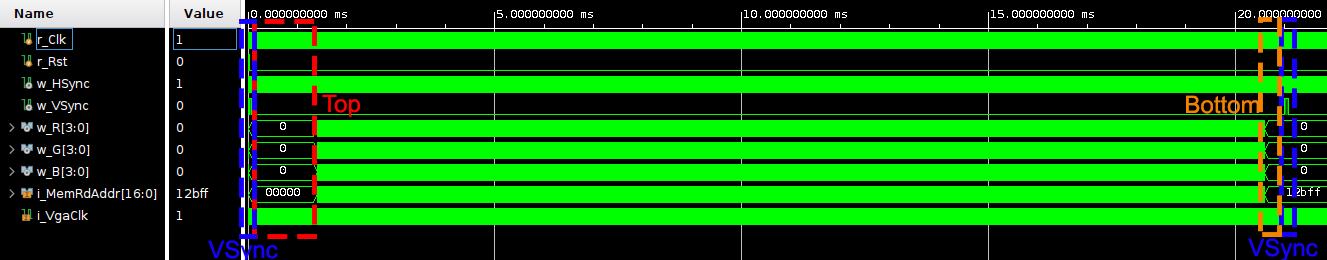 Name Value 0.000000000 ms 5.000000000 ms 10.000000000 ms 15.000000000 ms 20.000000000
r_Clk 1
r_Rst 0
w_HSync 1
w_VSync 0
Top Bottom
w_R[3:0] 0 0 0
w_G[3:0] 0 0 0
w_B[3:0] 0 0 0
i_MemRdAddr[16:0] 12bff 00000 12bff
i_VgaClk 1
VSync VSync